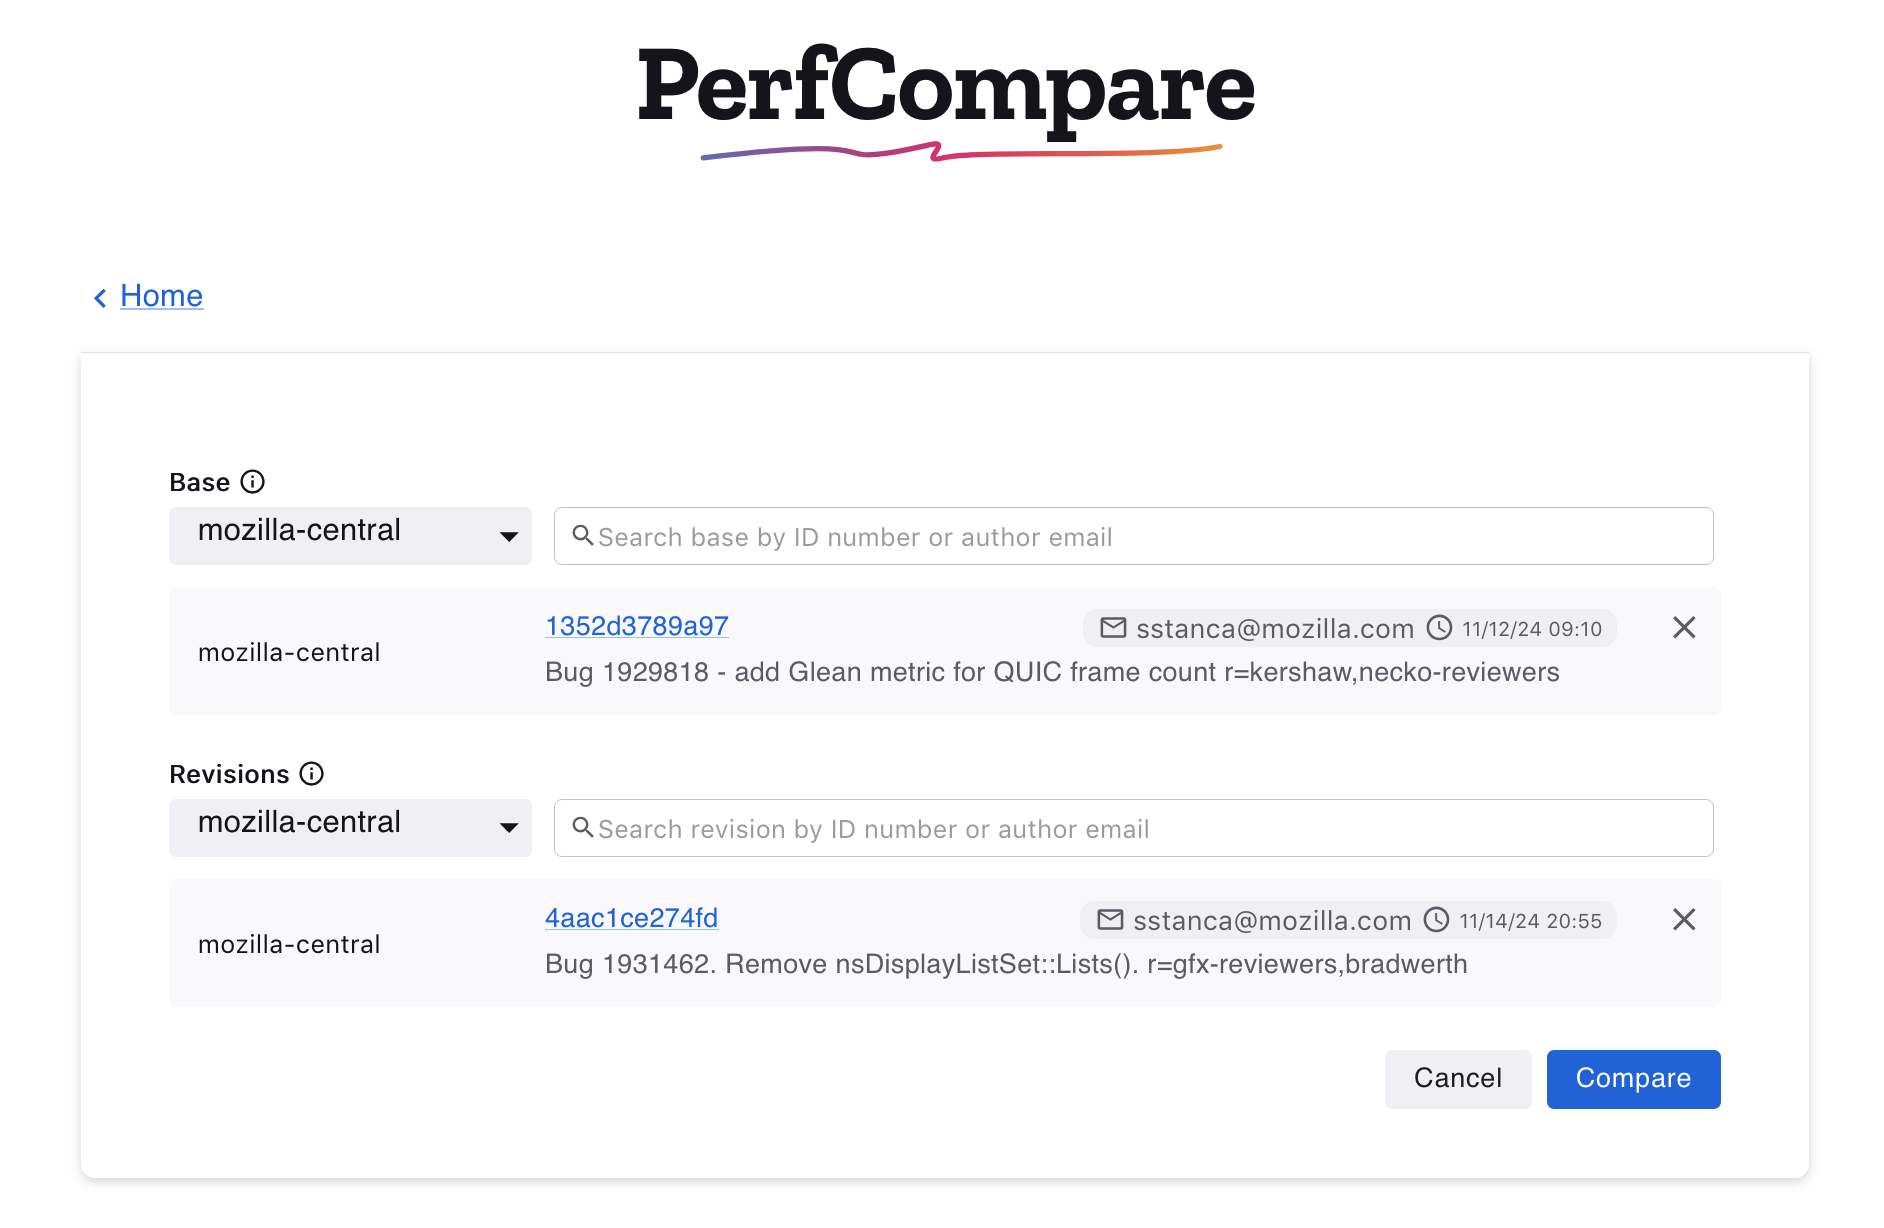 PerfCompare
Home
Base
mozilla-central
Search base by ID number or author email
mozilla-central
1352d3789a97
sstanca@mozilla.com 11/12/24 09:10
Bug 1929818 - add Glean metric for QUIC frame count r=kershaw,necko-reviewers
Revisions
mozilla-central
Search revision by ID number or author email
mozilla-central
4aac1ce274fd
sstanca@mozilla.com 11/14/24 20:55
Bug 1931462. Remove nsDisplayListSet::Lists(). r=gfx-reviewers,bradwerth
Cancel
Compare